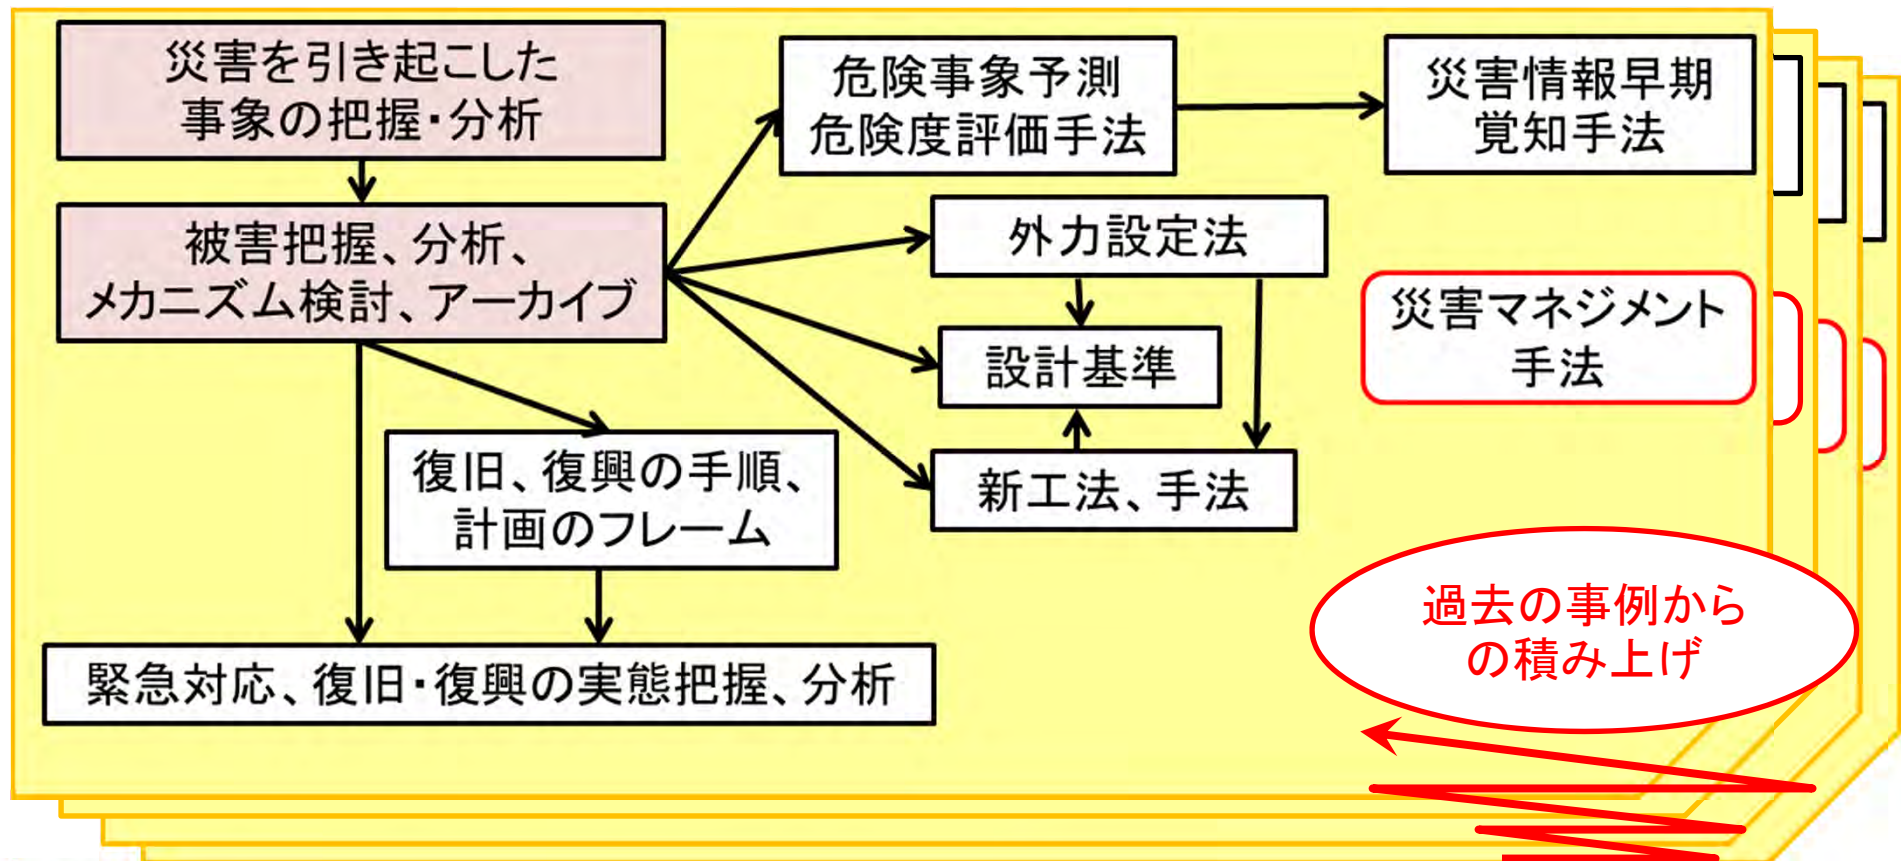 災害を引き起こした
事象の把握・分析
危険事象予測
危険度評価手法
災害情報早期
覚知手法
被害把握、分析、
メカニズム検討、アーカイブ
外力設定法
災害マネジメント
手法
設計基準
復旧、復興の手順、
計画のフレーム
新工法、手法
過去の事例から
の積み上げ
緊急対応、復旧・復興の実態把握、分析